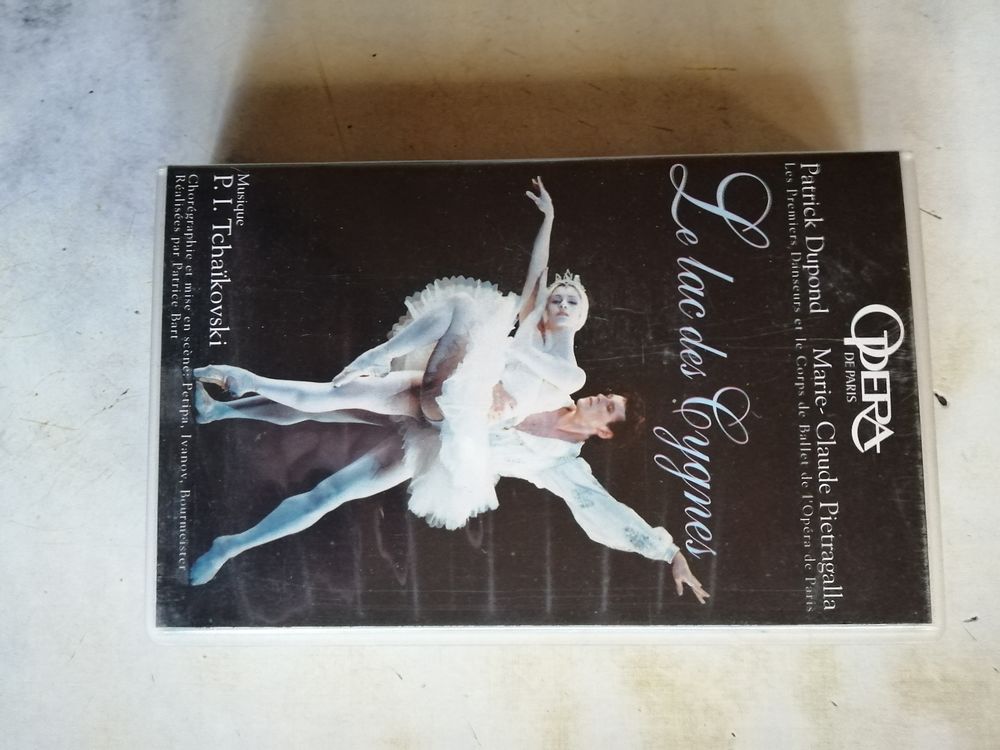 OPERA
DE PARIS
Patrick Dupond Marie- Claude Pietragalla
Les Premiers Danseurs et le Corps de Ballet de l'Opéra de Paris
Le lac des Cygnes
Musique
P. I. Tchaïkovski
Chorégraphie et mise en scène: Petipa, Ivanov, Bourmeister
Réalisées par Patrice Bart